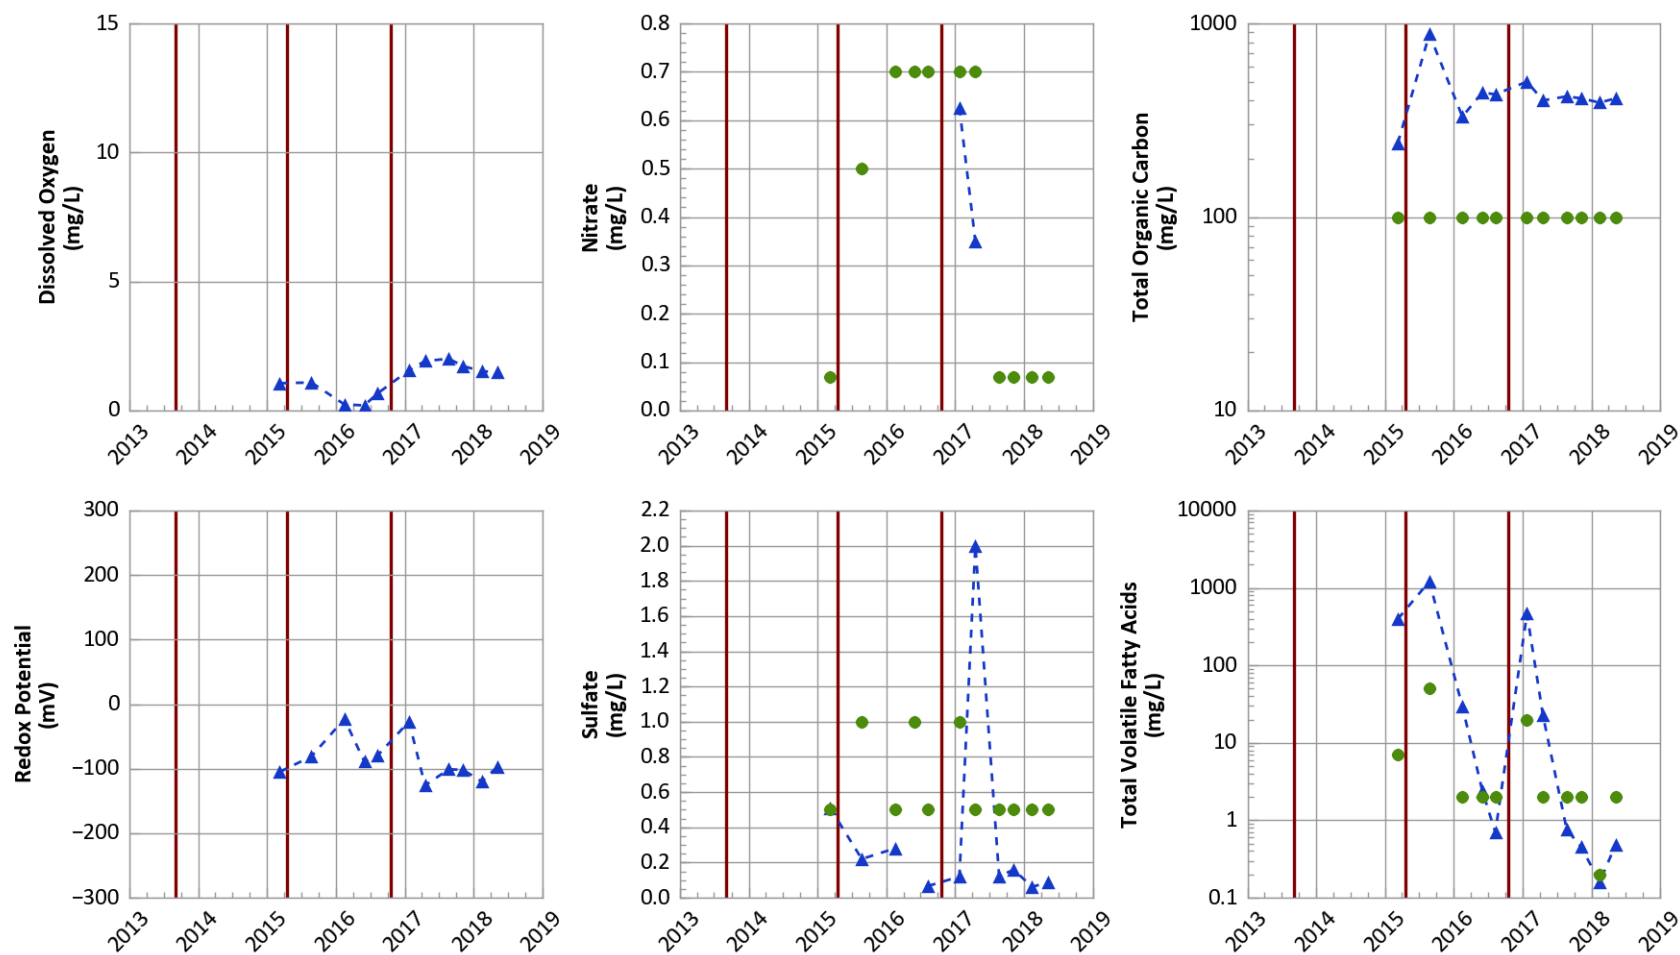 Dissolved Oxygen
(mg/L)
15
10
5
0
2013 2014 2015 2016 2017 2018 2019
Nitrate
(mg/L)
0.8
0.7
0.6
0.5
0.4
0.3
0.2
0.1
0.0
2013 2014 2015 2016 2017 2018 2019
Total Organic Carbon
(mg/L)
1000
100
10
2013 2014 2015 2016 2017 2018 2019
Redox Potential
(mV)
300
200
100
0
−100
−200
−300
2013 2014 2015 2016 2017 2018 2019
Sulfate
(mg/L)
2.2
2.0
1.8
1.6
1.4
1.2
1.0
0.8
0.6
0.4
0.2
0.0
2013 2014 2015 2016 2017 2018 2019
Total Volatile Fatty Acids
(mg/L)
10000
1000
100
10
1
0.1
2013 2014 2015 2016 2017 2018 2019